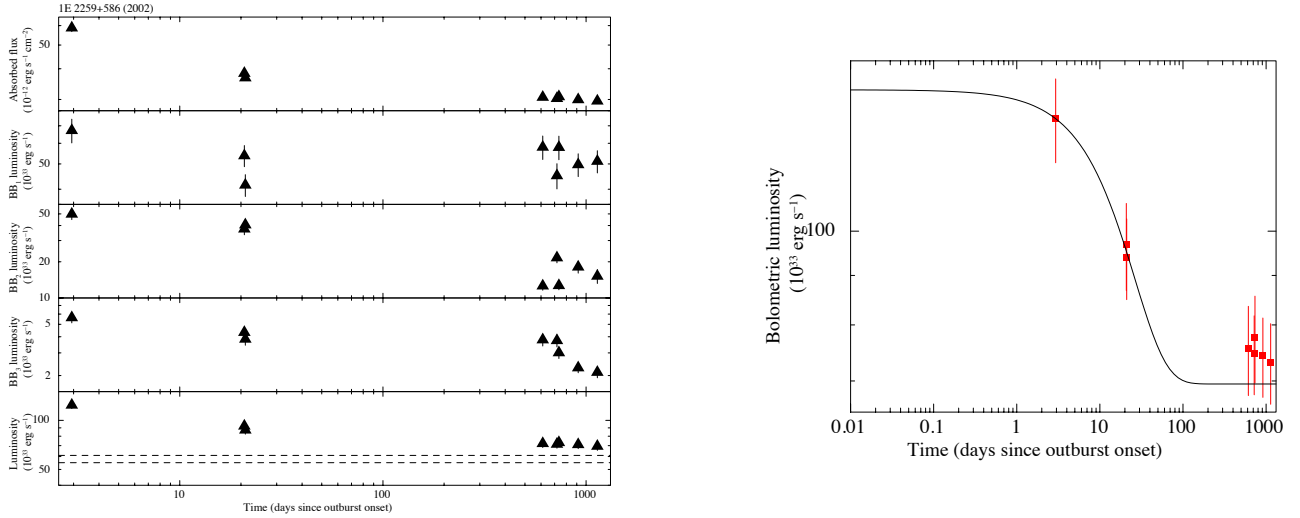 1E 2259+586 (2002)
Absorbed flux
(10⁻¹² erg s⁻¹ cm⁻²)
50
BB₁ luminosity
(10³³ erg s⁻¹)
50
BB₂ luminosity
(10³³ erg s⁻¹)
50
20
10
BB₃ luminosity
(10³³ erg s⁻¹)
5
2
Luminosity
(10³³ erg s⁻¹)
100
50
10
100
1000
Time (days since outburst onset)
Bolometric luminosity
(10³³ erg s⁻¹)
100
0.01
0.1
1
10
100
1000
Time (days since outburst onset)